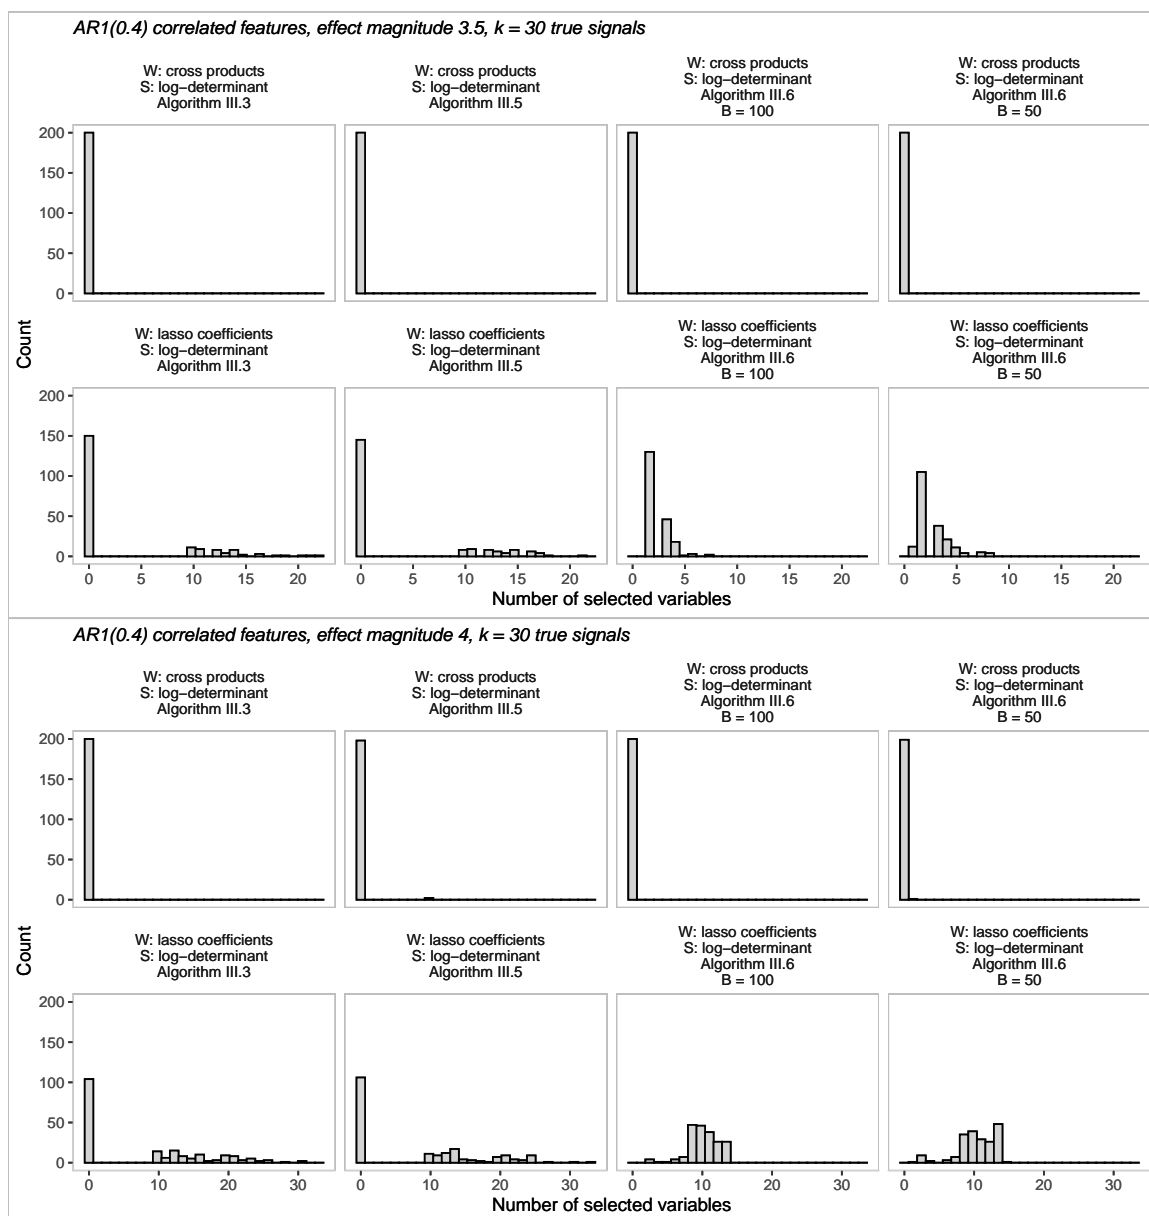 AR1(0.4) correlated features, effect magnitude 3.5, k = 30 true signals
W: cross products
S: log−determinant
Algorithm III.3
W: cross products
S: log−determinant
Algorithm III.5
W: cross products
S: log−determinant
Algorithm III.6
B = 100
W: cross products
S: log−determinant
Algorithm III.6
B = 50
200
150
100
50
0
Count
W: lasso coefficients
S: log−determinant
Algorithm III.3
W: lasso coefficients
S: log−determinant
Algorithm III.5
W: lasso coefficients
S: log−determinant
Algorithm III.6
B = 100
W: lasso coefficients
S: log−determinant
Algorithm III.6
B = 50
200
150
100
50
0
0 5 10 15 20 0 5 10 15 20 0 5 10 15 20 0 5 10 15 20
Number of selected variables
AR1(0.4) correlated features, effect magnitude 4, k = 30 true signals
W: cross products
S: log−determinant
Algorithm III.3
W: cross products
S: log−determinant
Algorithm III.5
W: cross products
S: log−determinant
Algorithm III.6
B = 100
W: cross products
S: log−determinant
Algorithm III.6
B = 50
200
150
100
50
0
Count
W: lasso coefficients
S: log−determinant
Algorithm III.3
W: lasso coefficients
S: log−determinant
Algorithm III.5
W: lasso coefficients
S: log−determinant
Algorithm III.6
B = 100
W: lasso coefficients
S: log−determinant
Algorithm III.6
B = 50
200
150
100
50
0
0 10 20 30 0 10 20 30 0 10 20 30 0 10 20 30
Number of selected variables